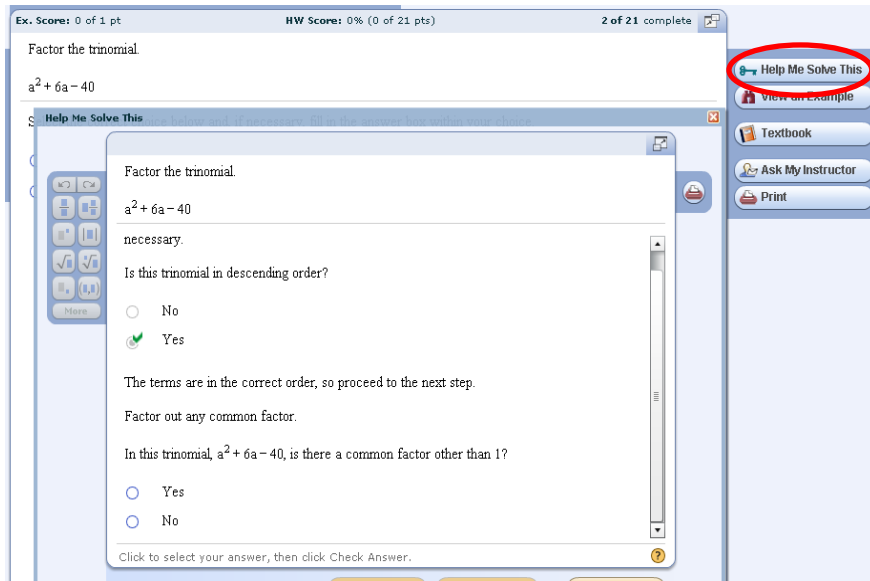 Ex. Score: 0 of 1 pt HW Score: 0% (0 of 21 pts) 2 of 21 complete
Factor the trinomial.
a² + 6a − 40
Help Me Solve This
View an Example
Textbook
Ask My Instructor
Print
Help Me Solve This
Factor the trinomial.
a² + 6a − 40
necessary.
Is this trinomial in descending order?
No
Yes
The terms are in the correct order, so proceed to the next step.
Factor out any common factor.
In this trinomial, a² + 6a − 40, is there a common factor other than 1?
Yes
No
Click to select your answer, then click Check Answer.
More